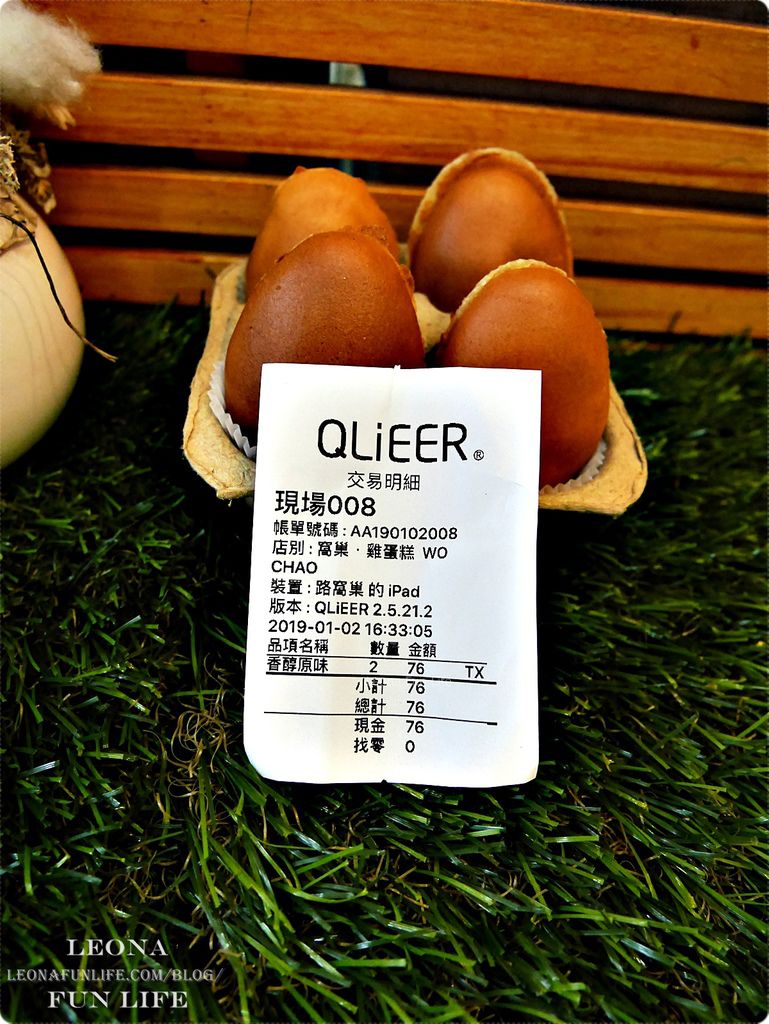 QLiEER®
交易明細
現場008
帳單號碼 : AA190102008
店別 : 窩巢 · 雞蛋糕 WO
CHAO
裝置 : 路窩巢 的 iPad
版本 : QLiEER 2.5.21.2
2019-01-02 16:33:05
品項名稱 數量 金額
香醇原味 2 76 TX
小計 76
總計 76
現金 76
找零 0
LEONA
LEONAFUNLIFE.COM/BLOG/
FUN LIFE